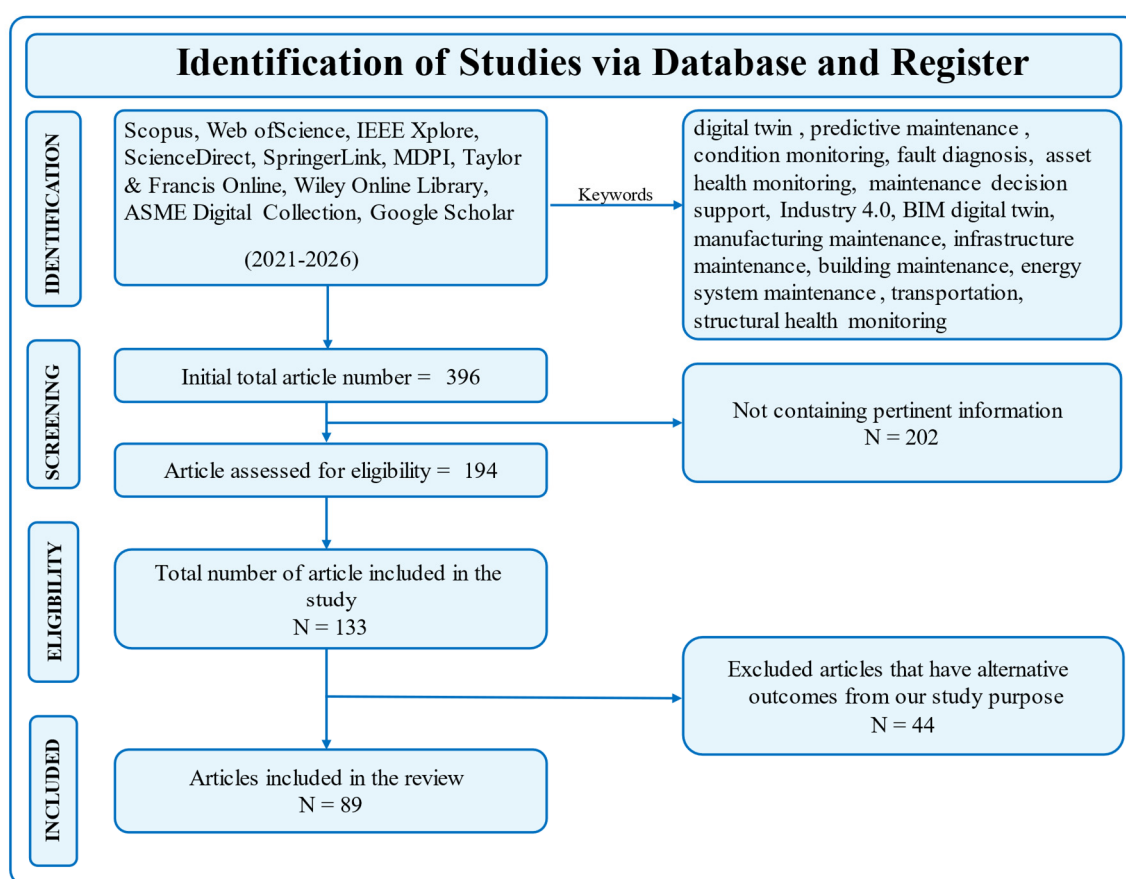 Identification of Studies via Database and Register
IDENTIFICATION
Scopus, Web ofScience, IEEE Xplore,
ScienceDirect, SpringerLink, MDPI, Taylor
& Francis Online, Wiley Online Library,
ASME Digital Collection, Google Scholar
(2021-2026)
Keywords
digital twin , predictive maintenance ,
condition monitoring, fault diagnosis, asset
health monitoring, maintenance decision
support, Industry 4.0, BIM digital twin,
manufacturing maintenance, infrastructure
maintenance, building maintenance, energy
system maintenance , transportation,
structural health monitoring
SCREENING
Initial total article number = 396
Not containing pertinent information
N = 202
Article assessed for eligibility = 194
ELIGIBILITY
Total number of article included in the
study
N = 133
Excluded articles that have alternative
outcomes from our study purpose
N = 44
INCLUDED
Articles included in the review
N = 89